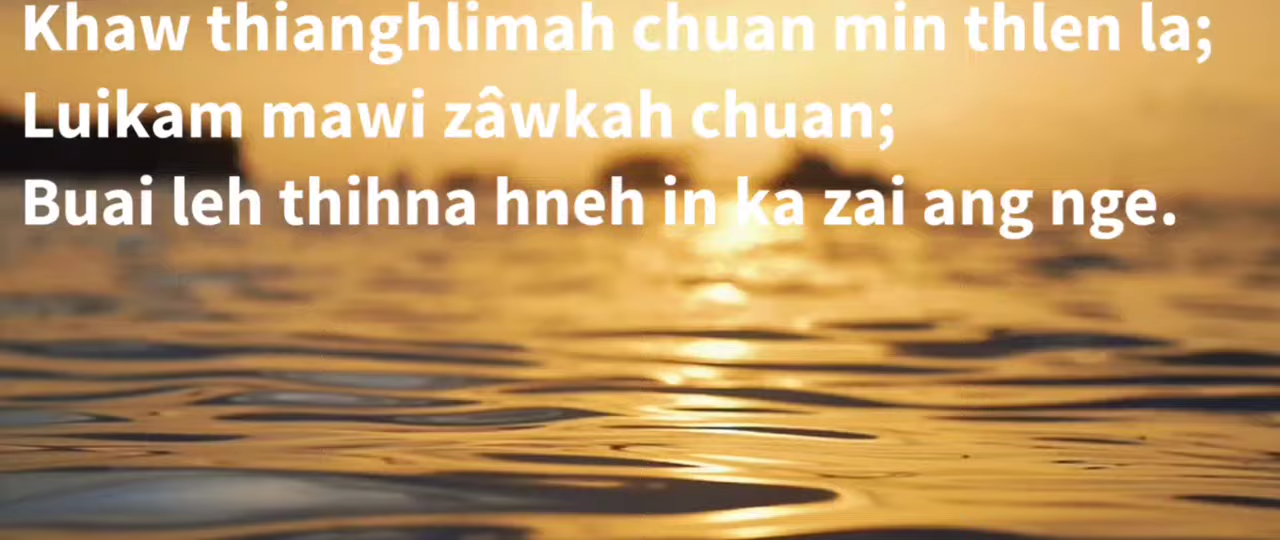 Khaw thianghlimah chuan min thlen la;
Luikam mawi zâwkah chuan;
Buai leh thihna hneh in ka zai ang nge.